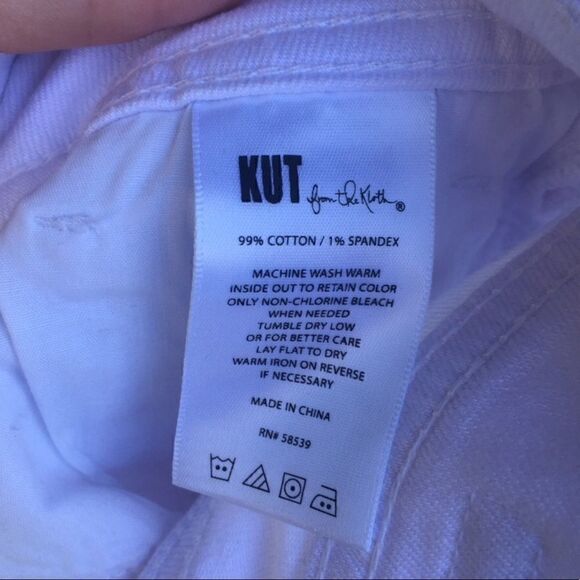 KUT from the Kloth ®
99% COTTON / 1% SPANDEX
MACHINE WASH WARM
INSIDE OUT TO RETAIN COLOR
ONLY NON-CHLORINE BLEACH
WHEN NEEDED
TUMBLE DRY LOW
OR FOR BETTER CARE
LAY FLAT TO DRY
WARM IRON ON REVERSE
IF NECESSARY
MADE IN CHINA
RN# 58539